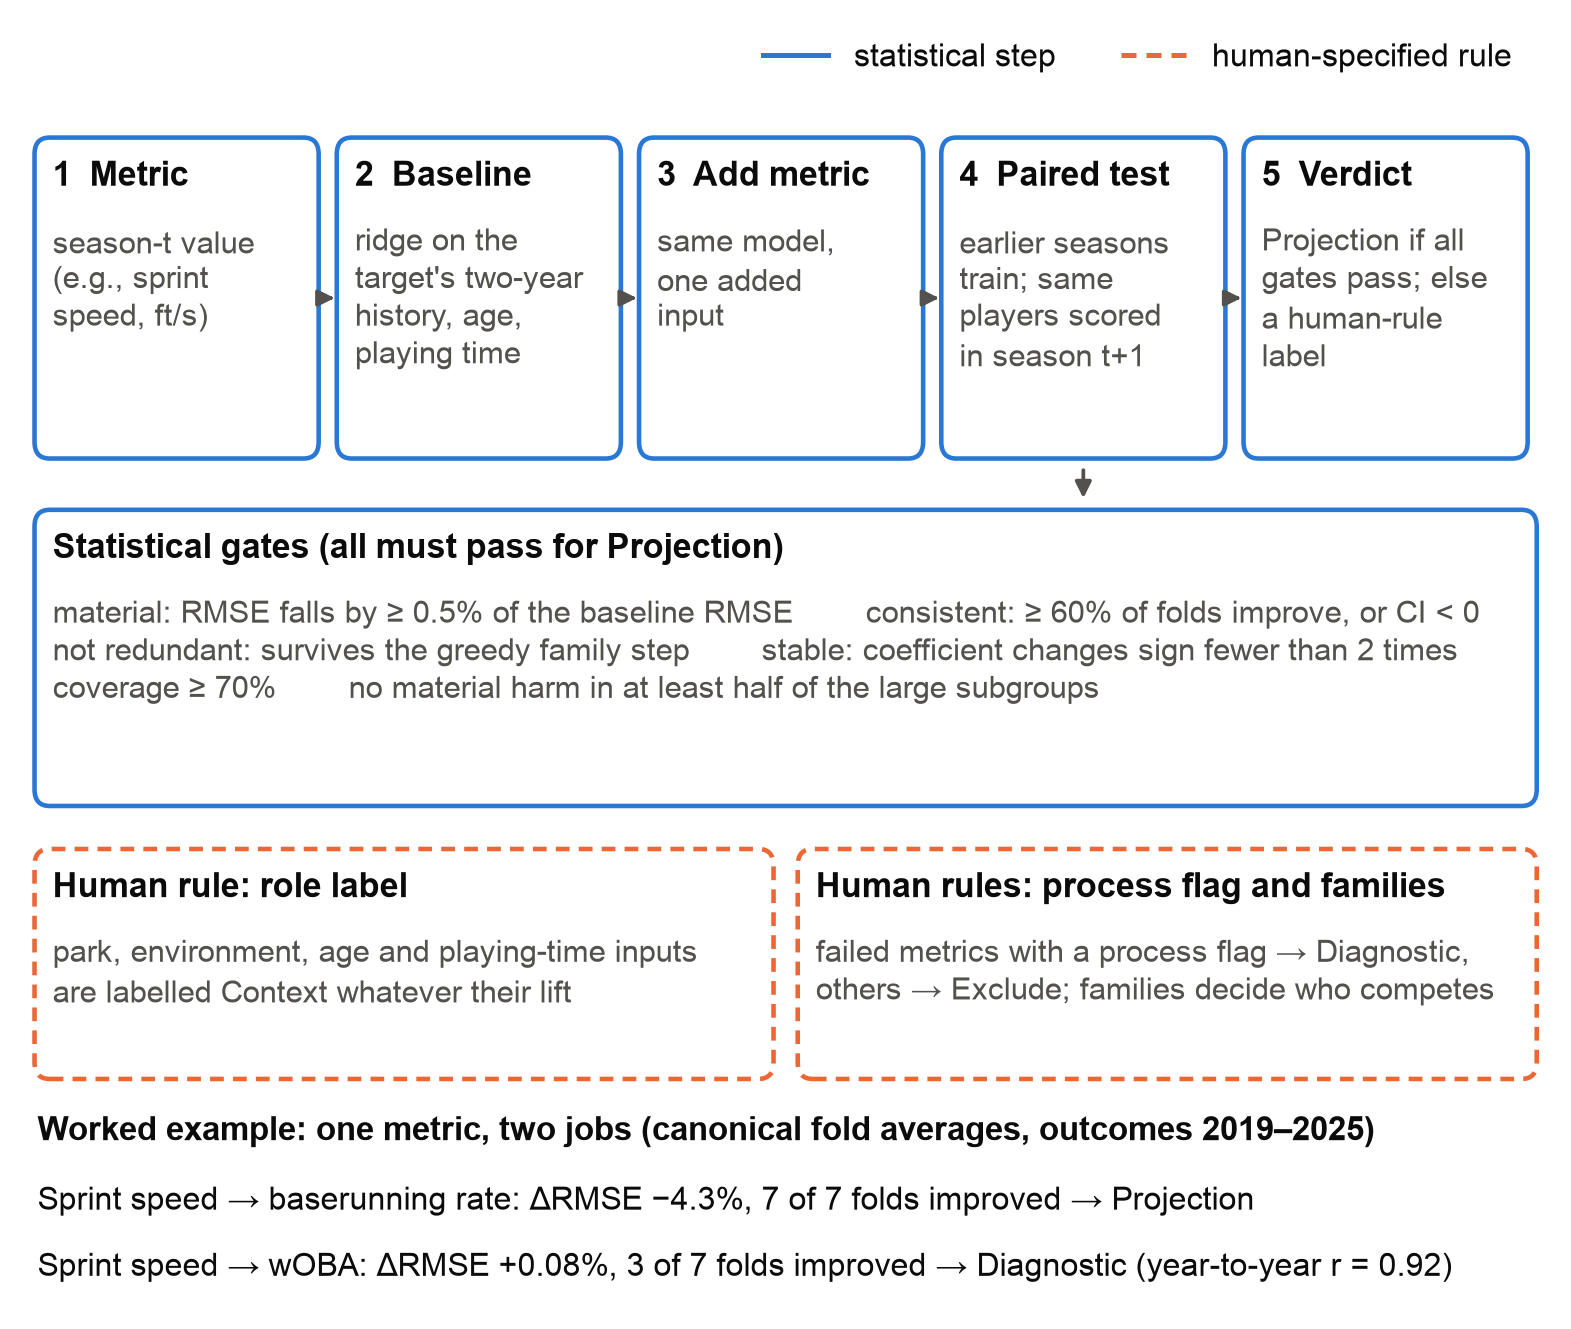 statistical step
human-specified rule
1 Metric
season-t value
(e.g., sprint
speed, ft/s)
2 Baseline
ridge on the
target's two-year
history, age,
playing time
3 Add metric
same model,
one added
input
4 Paired test
earlier seasons
train; same
players scored
in season t+1
5 Verdict
Projection if all
gates pass; else
a human-rule
label
Statistical gates (all must pass for Projection)
material: RMSE falls by ≥ 0.5% of the baseline RMSE consistent: ≥ 60% of folds improve, or CI < 0
not redundant: survives the greedy family step stable: coefficient changes sign fewer than 2 times
coverage ≥ 70% no material harm in at least half of the large subgroups
Human rule: role label
park, environment, age and playing-time inputs
are labelled Context whatever their lift
Human rules: process flag and families
failed metrics with a process flag → Diagnostic,
others → Exclude; families decide who competes
Worked example: one metric, two jobs (canonical fold averages, outcomes 2019–2025)
Sprint speed → baserunning rate: ΔRMSE −4.3%, 7 of 7 folds improved → Projection
Sprint speed → wOBA: ΔRMSE +0.08%, 3 of 7 folds improved → Diagnostic (year-to-year r = 0.92)